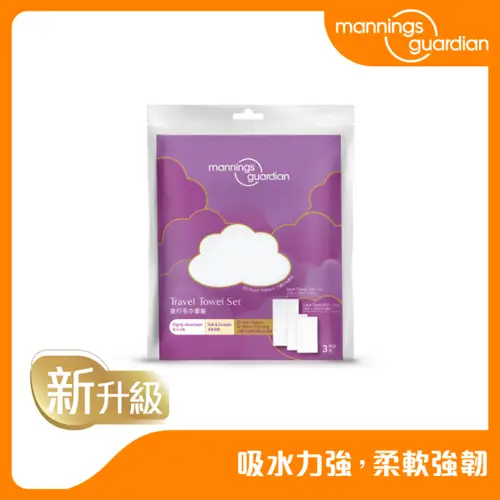 mannings
guardian
mannings
guardian
Travel Towel Set
旅行毛巾套裝
Highly Absorbent
Soft & Durable
3
新升級
吸水力強，柔軟強韌